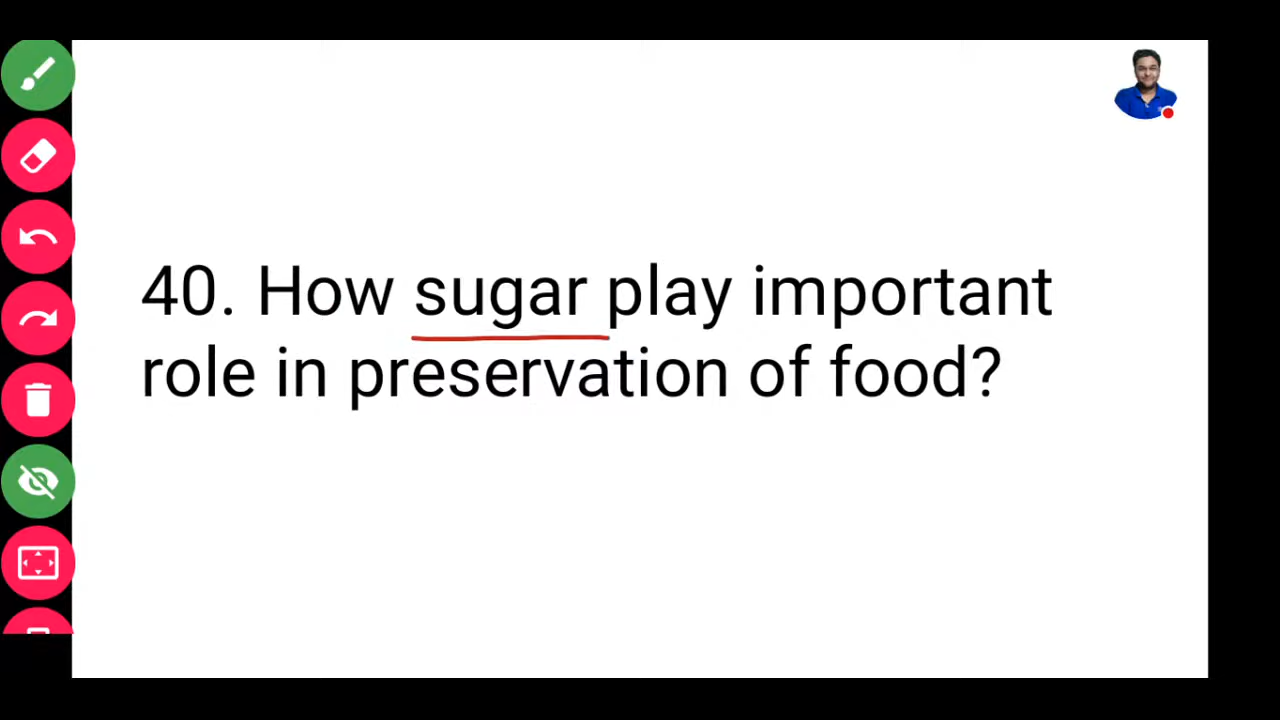 40. How sugar play important
role in preservation of food?